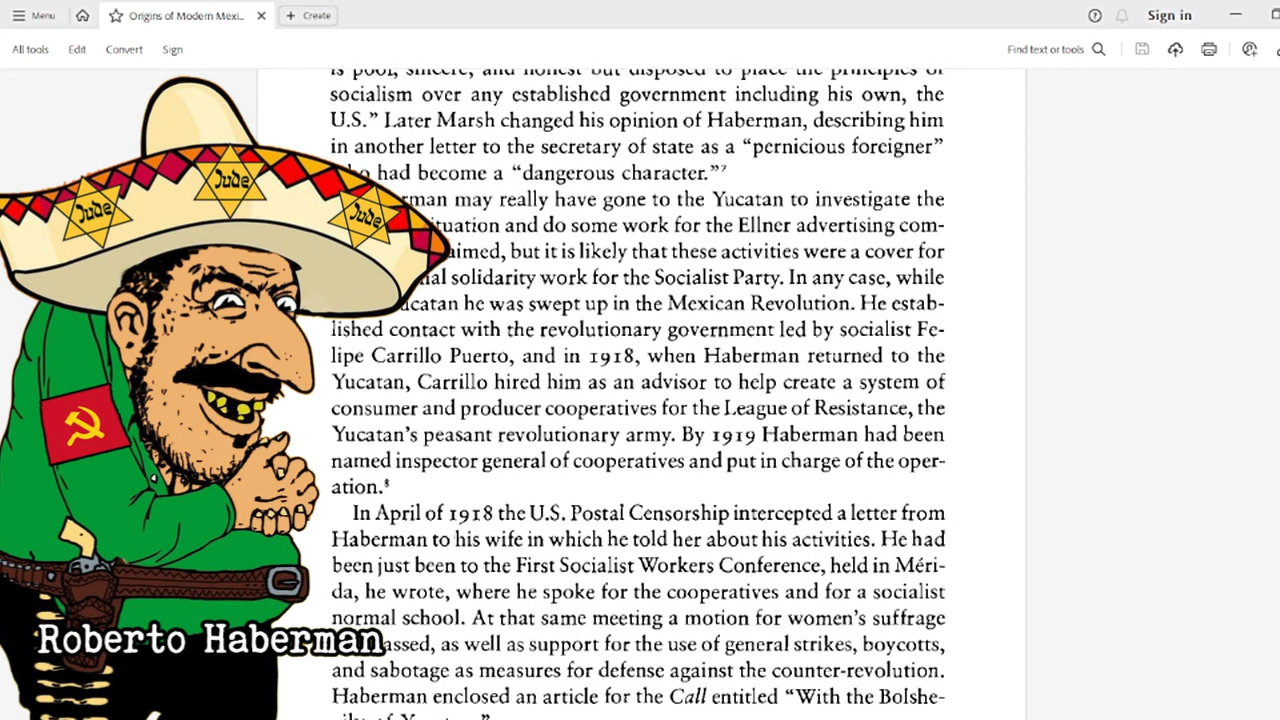 Menu
Origins of Modern Mexi...
Create
Sign in
All tools
Edit
Convert
Sign
Find text or tools
socialism over any established government including his own, the
U.S.” Later Marsh changed his opinion of Haberman, describing him
in another letter to the secretary of state as a “pernicious foreigner”
had become a “dangerous character.”7
may really have gone to the Yucatan to investigate the
and do some work for the Ellner advertising com-
but it is likely that these activities were a cover for
solidarity work for the Socialist Party. In any case, while
he was swept up in the Mexican Revolution. He estab-
lished contact with the revolutionary government led by socialist Fe-
lipe Carrillo Puerto, and in 1918, when Haberman returned to the
Yucatan, Carrillo hired him as an advisor to help create a system of
consumer and producer cooperatives for the League of Resistance, the
Yucatan’s peasant revolutionary army. By 1919 Haberman had been
named inspector general of cooperatives and put in charge of the oper-
ation.8
In April of 1918 the U.S. Postal Censorship intercepted a letter from
Haberman to his wife in which he told her about his activities. He had
been just been to the First Socialist Workers Conference, held in Méri-
da, he wrote, where he spoke for the cooperatives and for a socialist
normal school. At that same meeting a motion for women’s suffrage
as well as support for the use of general strikes, boycotts,
and sabotage as measures for defense against the counter-revolution.
Haberman enclosed an article for the Call entitled “With the Bolshe-
Jude
Jude
Jude
Roberto Haberman